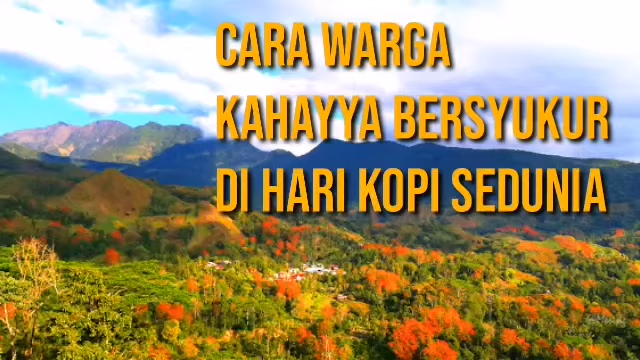 CARA WARGA
KAHAYYA BERSYUKUR
DI HARI KOPI SEDUNIA